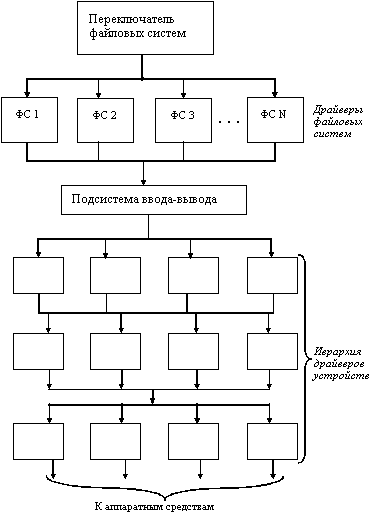 Переключатель
файловых систем
ФС 1
ФС 2
ФС 3
. . .
ФС N
Драйверы
файловых
систем
Подсистема ввода-вывода
Иерархия
драйверов
устройств
К аппаратным средствам